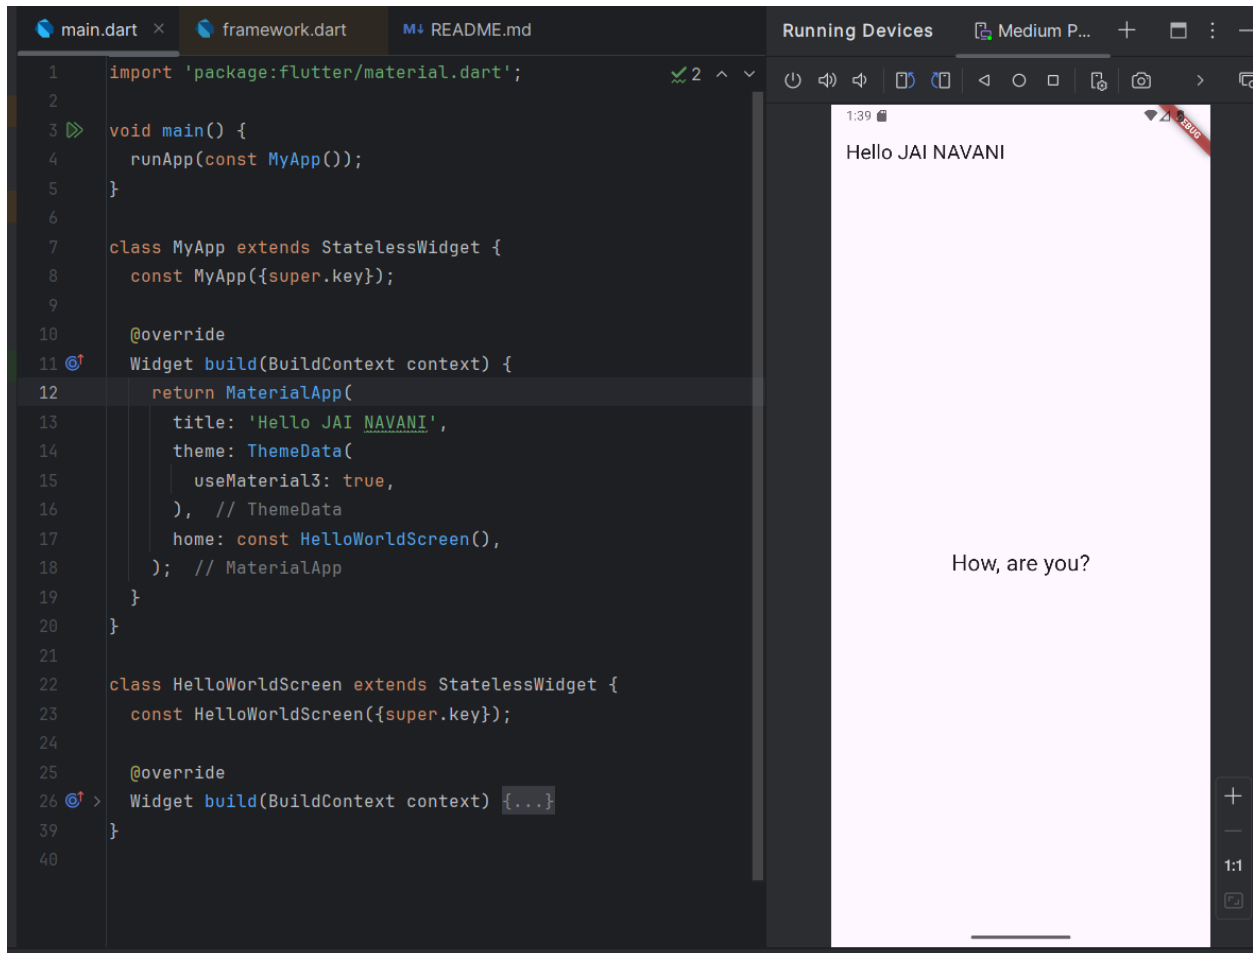 main.dart
framework.dart
M↓ README.md
1 import 'package:flutter/material.dart';
2
2
3 void main() {
4 runApp(const MyApp());
5 }
6
7 class MyApp extends StatelessWidget {
8 const MyApp({super.key});
9
10 @override
11 Widget build(BuildContext context) {
12 return MaterialApp(
13 title: 'Hello JAI NAVANI',
14 theme: ThemeData(
15 useMaterial3: true,
16 ), // ThemeData
17 home: const HelloWorldScreen(),
18 ); // MaterialApp
19 }
20 }
21
22 class HelloWorldScreen extends StatelessWidget {
23 const HelloWorldScreen({super.key});
24
25 @override
26 Widget build(BuildContext context) {...}
39 }
40
Running Devices
Medium P...
1:39
DEBUG
Hello JAI NAVANI
How, are you?
1:1